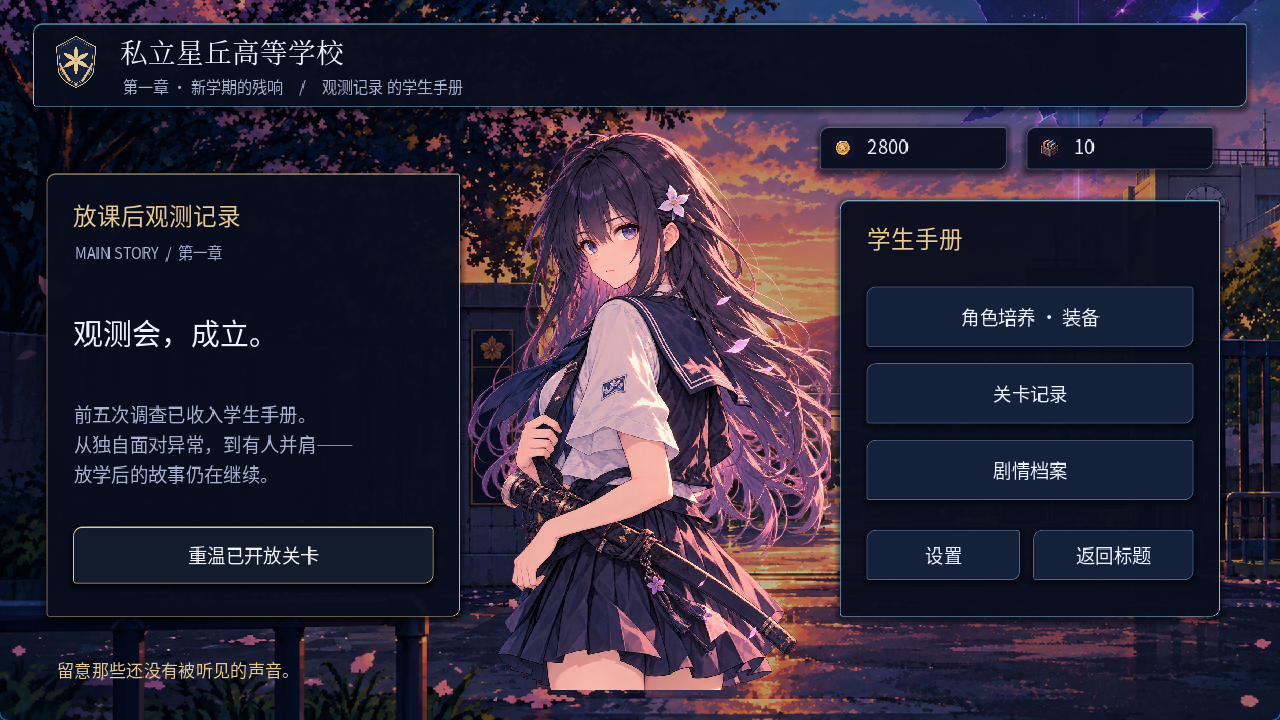 私立星丘高等学校
第一章 · 新学期的残响 / 观测记录 的学生手册
2800
10
放课后观测记录
MAIN STORY / 第一章
观测会，成立。
前五次调查已收入学生手册。
从独自面对异常，到有人并肩——
放学后的故事仍在继续。
重温已开放关卡
学生手册
角色培养 · 装备
关卡记录
剧情档案
设置
返回标题
留意那些还没有被听见的声音。